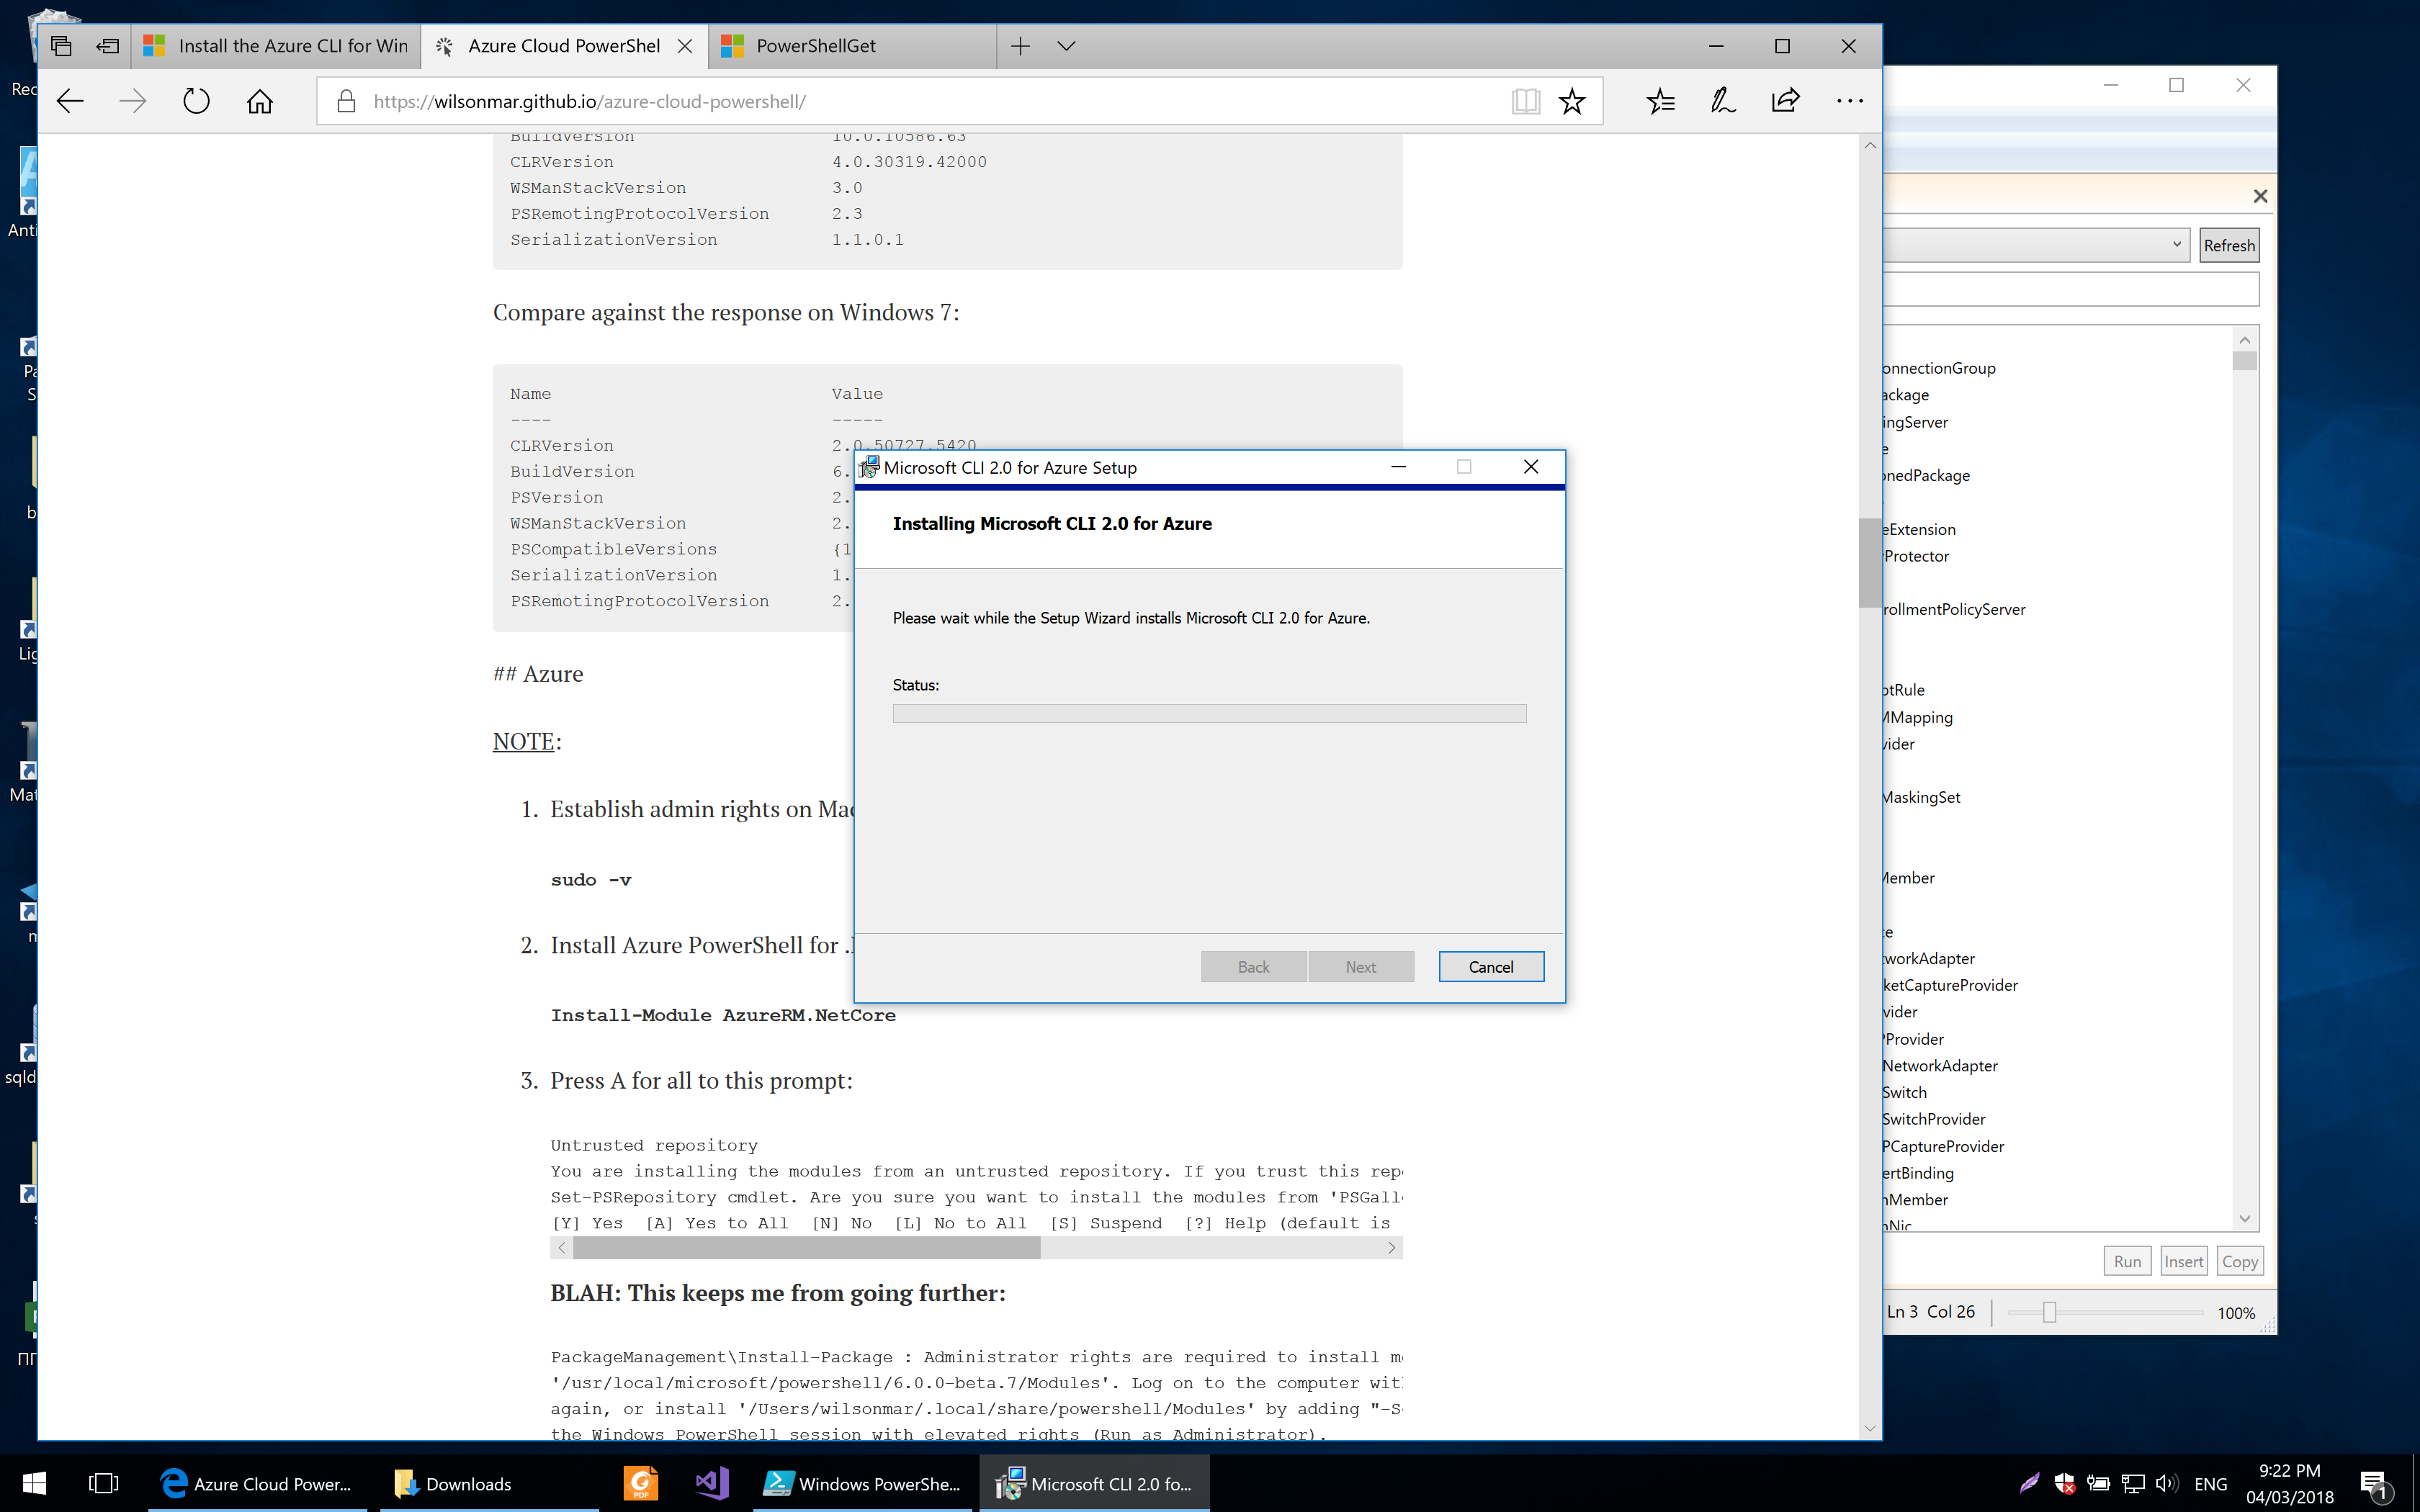 Install the Azure CLI for Win
Azure Cloud PowerShel
PowerShellGet
https://wilsonmar.github.io/azure-cloud-powershell/
BuildVersion 10.0.10586.63
CLRVersion 4.0.30319.42000
WSManStackVersion 3.0
PSRemotingProtocolVersion 2.3
SerializationVersion 1.1.0.1
Compare against the response on Windows 7:
Name Value
---- -----
CLRVersion 2.0.50727.5420
BuildVersion 6.
PSVersion 2.
WSManStackVersion 2.
PSCompatibleVersions {1
SerializationVersion 1.
PSRemotingProtocolVersion 2.
## Azure
NOTE:
1. Establish admin rights on Mac
sudo -v
2. Install Azure PowerShell for .
Install-Module AzureRM.NetCore
3. Press A for all to this prompt:
Untrusted repository
You are installing the modules from an untrusted repository. If you trust this rep
Set-PSRepository cmdlet. Are you sure you want to install the modules from 'PSGall
[Y] Yes [A] Yes to All [N] No [L] No to All [S] Suspend [?] Help (default is
BLAH: This keeps me from going further:
PackageManagement\Install-Package : Administrator rights are required to install m
'/usr/local/microsoft/powershell/6.0.0-beta.7/Modules'. Log on to the computer wit
again, or install '/Users/wilsonmar/.local/share/powershell/Modules' by adding "-S
the Windows PowerShell session with elevated rights (Run as Administrator).
Microsoft CLI 2.0 for Azure Setup
Installing Microsoft CLI 2.0 for Azure
Please wait while the Setup Wizard installs Microsoft CLI 2.0 for Azure.
Status:
Back Next Cancel
Refresh
onnectionGroup
ackage
ingServer
e
onedPackage
eExtension
Protector
rollmentPolicyServer
ptRule
MMapping
vider
MaskingSet
Member
te
tworkAdapter
ketCaptureProvider
vider
PProvider
NetworkAdapter
Switch
SwitchProvider
PCaptureProvider
ertBinding
nMember
nNic
Run Insert Copy
Ln 3 Col 26 100%
Rec
Anti
Pa
S
b
Lig
Mat
m
sqld
s
ПГ
Azure Cloud Power...
Downloads
PDF
Windows PowerShe...
Microsoft CLI 2.0 fo...
ENG
9:22 PM
04/03/2018
1